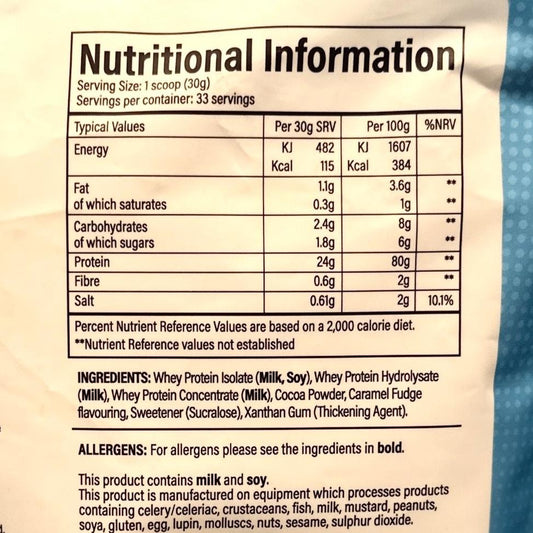 Nutritional Information
Serving Size: 1 scoop (30g)
Servings per container: 33 servings
Typical Values Per 30g SRV Per 100g %NRV
Energy KJ 482 KJ 1607
Kcal 115 Kcal 384
Fat 1.1g 3.6g **
of which saturates 0.3g 1g **
Carbohydrates 2.4g 8g **
of which sugars 1.8g 6g **
Protein 24g 80g **
Fibre 0.6g 2g **
Salt 0.61g 2g 10.1%
Percent Nutrient Reference Values are based on a 2,000 calorie diet.
**Nutrient Reference values not established
INGREDIENTS: Whey Protein Isolate (Milk, Soy), Whey Protein Hydrolysate
(Milk), Whey Protein Concentrate (Milk), Cocoa Powder, Caramel Fudge
flavouring, Sweetener (Sucralose), Xanthan Gum (Thickening Agent).
ALLERGENS: For allergens please see the ingredients in bold.
This product contains milk and soy.
This product is manufactured on equipment which processes products
containing celery/celeriac, crustaceans, fish, milk, mustard, peanuts,
soya, gluten, egg, lupin, molluscs, nuts, sesame, sulphur dioxide.